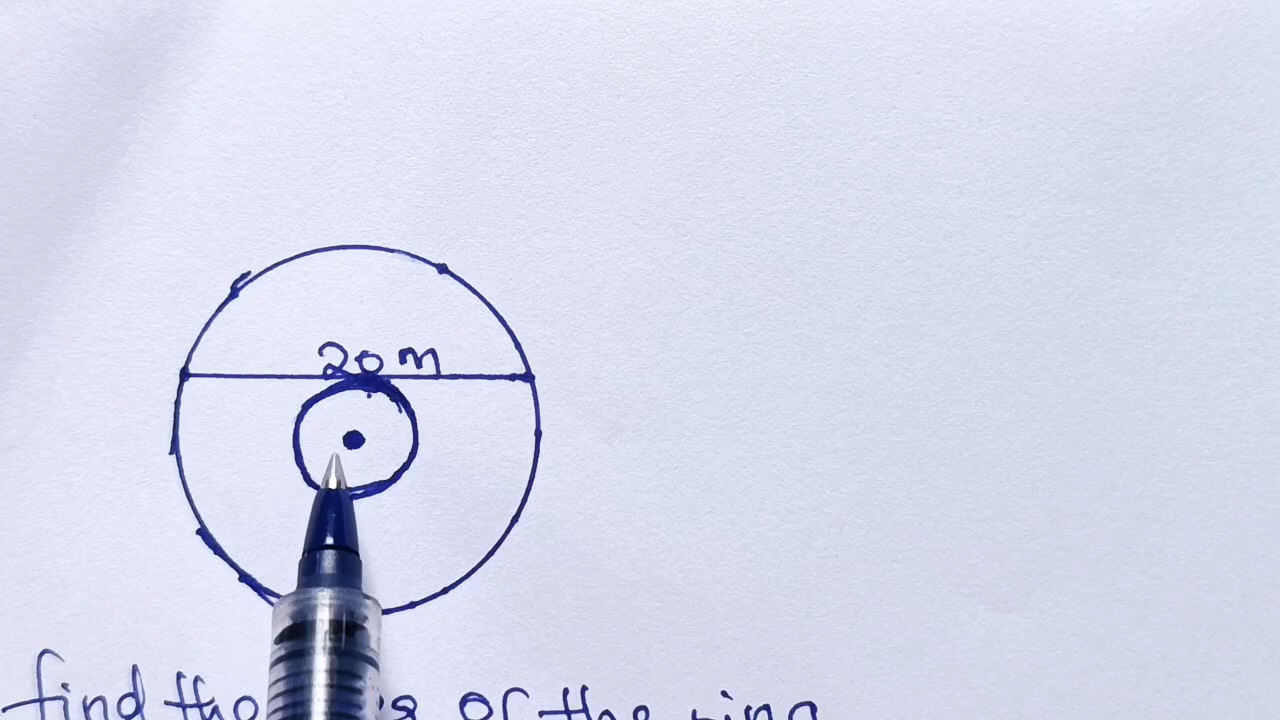 20 m
find the of the ring